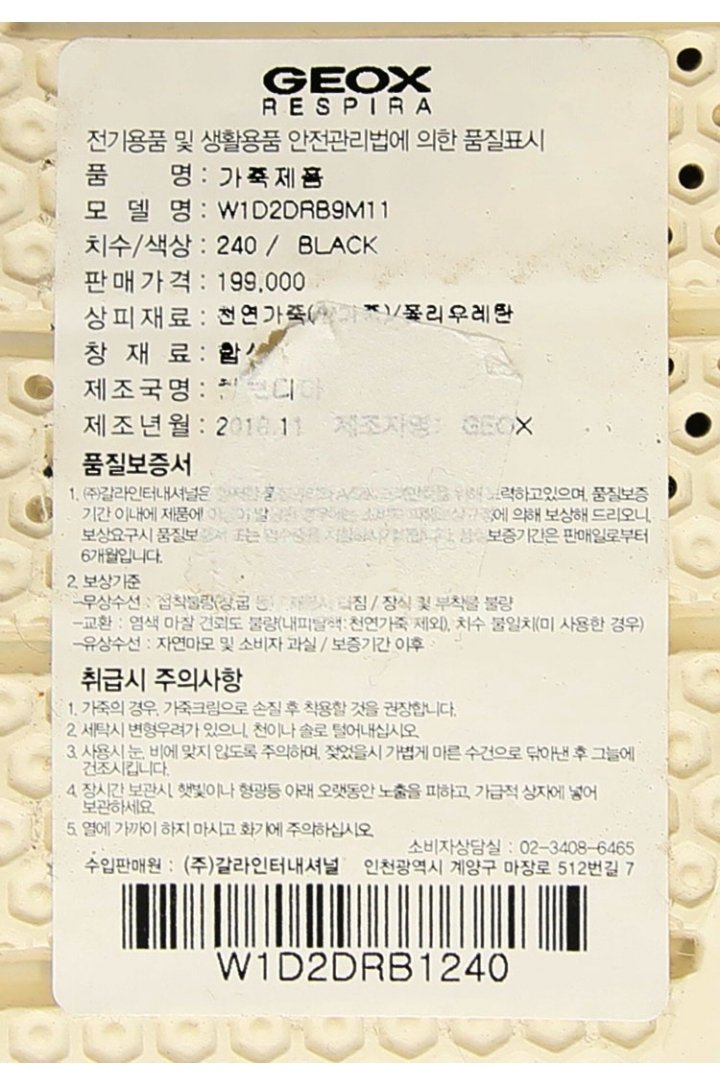 GEOX
RESPIRA
전기용품 및 생활용품 안전관리법에 의한 품질표시
품 명 : 가죽제품
모 델 명 : W1D2DRB9M11
치수/색상 : 240 / BLACK
판매가격 : 199,000
상피재료 : 천연가죽( )/폴리우레탄
창 재 료 :
제조국명 :
제조년월 : 2018.11 제조자명 : GEOX
품질보증서
1. ㈜갈라인터내셔널은 노력하고있으며, 품질보증
기간 이내에 제품에 에 의해 보상해 드리오니,
보상요구시 보증기간은 판매일로부터
6개월입니다.
2. 보상기준
-무상수선 : / 장식 및 부착물 불량
-교환 : 염색 마찰 견뢰도 불량(내피탈색:천연가죽 제외), 치수 불일치(미 사용한 경우)
-유상수선 : 자연마모 및 소비자 과실 / 보증기간 이후
취급시 주의사항
1. 가죽의 경우, 가죽크림으로 손질 후 착용할 것을 권장합니다.
2. 세탁시 변형우려가 있으니, 천이나 솔로 털어내십시오.
3. 사용시 눈, 비에 맞지 않도록 주의하며, 젖었을시 가볍게 마른 수건으로 닦아낸 후 그늘에
건조시킵니다.
4. 장시간 보관시, 햇빛이나 형광등 아래 오랫동안 노출을 피하고, 가급적 상자에 넣어
보관하세요.
5. 열에 가까이 하지 마시고 화기에 주의하십시오.
소비자상담실 : 02-3408-6465
수입판매원 : (주)갈라인터내셔널 인천광역시 계양구 마장로 512번길 7
W1D2DRB1240